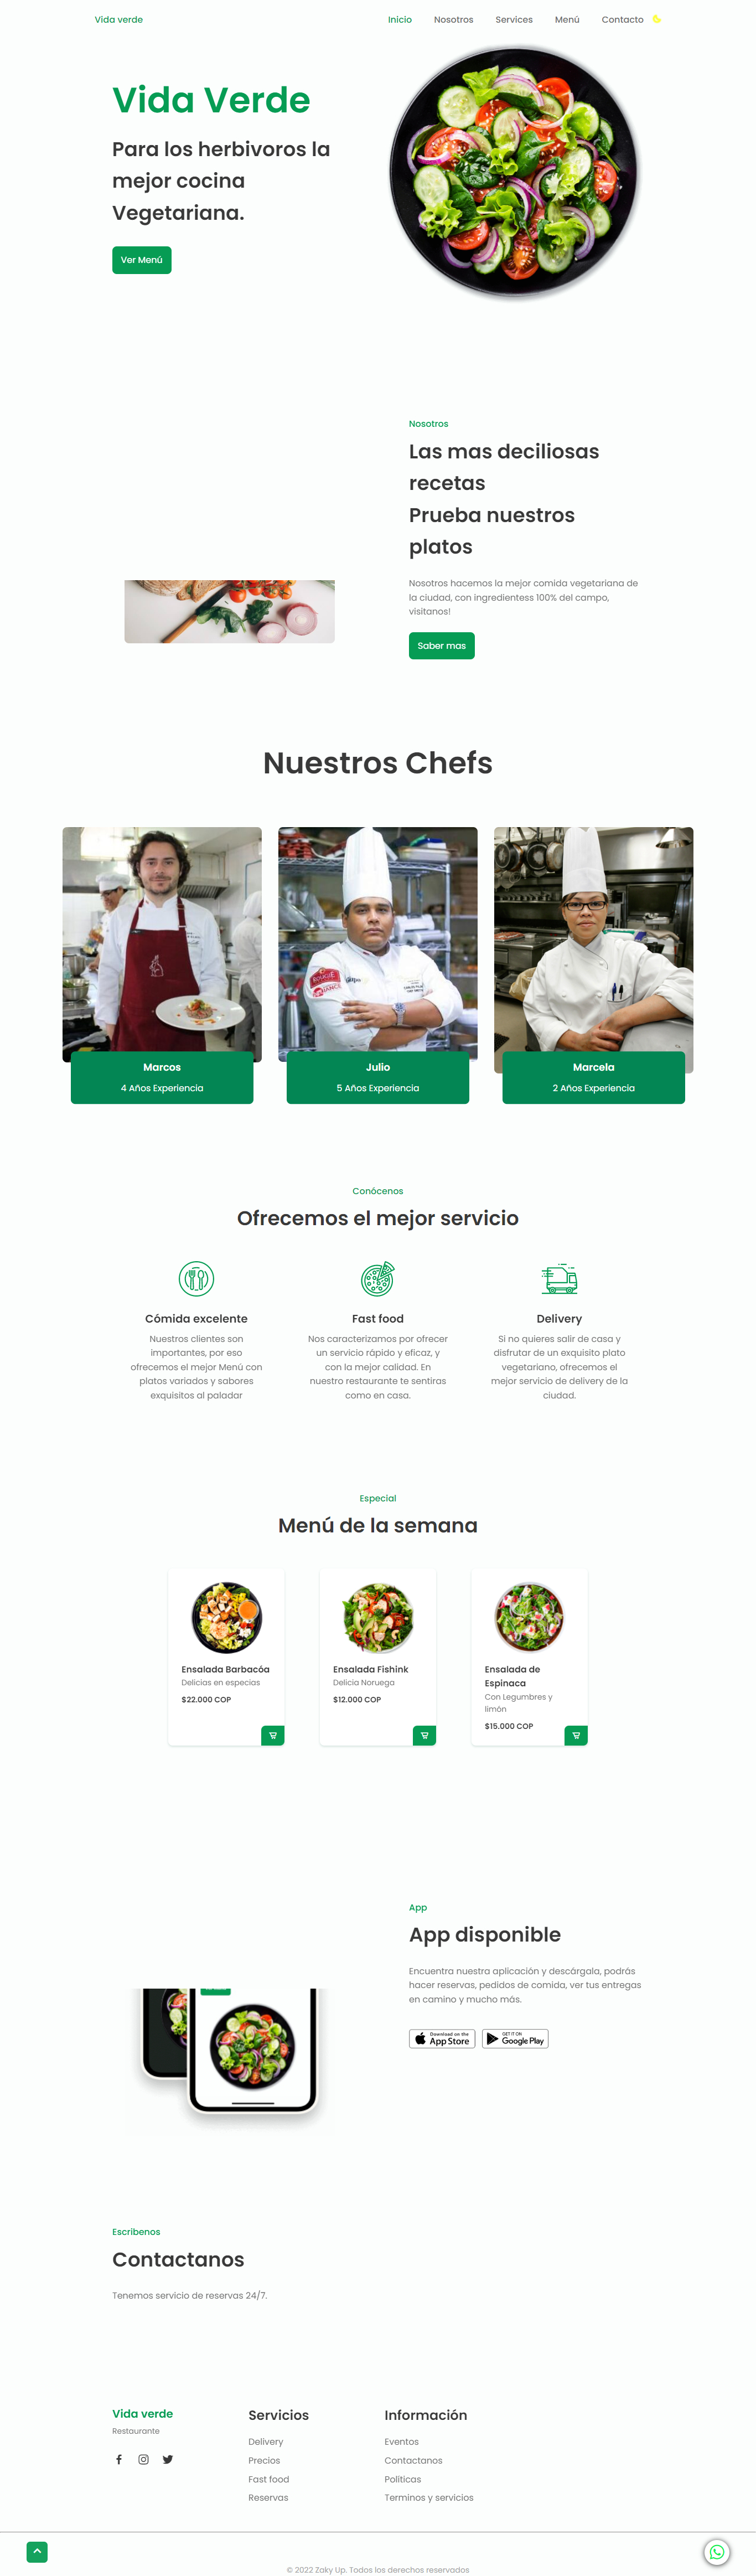 Vida verde
Inicio
Nosotros
Services
Menú
Contacto
Vida Verde
Para los herbivoros la
mejor cocina
Vegetariana.
Ver Menú
Nosotros
Las mas deciliosas
recetas
Prueba nuestros
platos
Nosotros hacemos la mejor comida vegetariana de
la ciudad, con ingredientess 100% del campo,
visitanos!
Saber mas
Nuestros Chefs
Marcos
4 Años Experiencia
Julio
5 Años Experiencia
Marcela
2 Años Experiencia
Conócenos
Ofrecemos el mejor servicio
Cómida excelente
Nuestros clientes son
importantes, por eso
ofrecemos el mejor Menú con
platos variados y sabores
exquisitos al paladar
Fast food
Nos caracterizamos por ofrecer
un servicio rápido y eficaz, y
con la mejor calidad. En
nuestro restaurante te sentiras
como en casa.
Delivery
Si no quieres salir de casa y
disfrutar de un exquisito plato
vegetariano, ofrecemos el
mejor servicio de delivery de la
ciudad.
Especial
Menú de la semana
Ensalada Barbacóa
Delicias en especias
$22.000 COP
Ensalada Fishink
Delicia Noruega
$12.000 COP
Ensalada de
Espinaca
Con Legumbres y
limón
$15.000 COP
App
App disponible
Encuentra nuestra aplicación y descárgala, podrás
hacer reservas, pedidos de comida, ver tus entregas
en camino y mucho más.
Download on the
App Store
GET IT ON
Google Play
Escribenos
Contactanos
Tenemos servicio de reservas 24/7.
Vida verde
Restaurante
Servicios
Delivery
Precios
Fast food
Reservas
Información
Eventos
Contactanos
Políticas
Terminos y servicios
© 2022 Zaky Up. Todos los derechos reservados